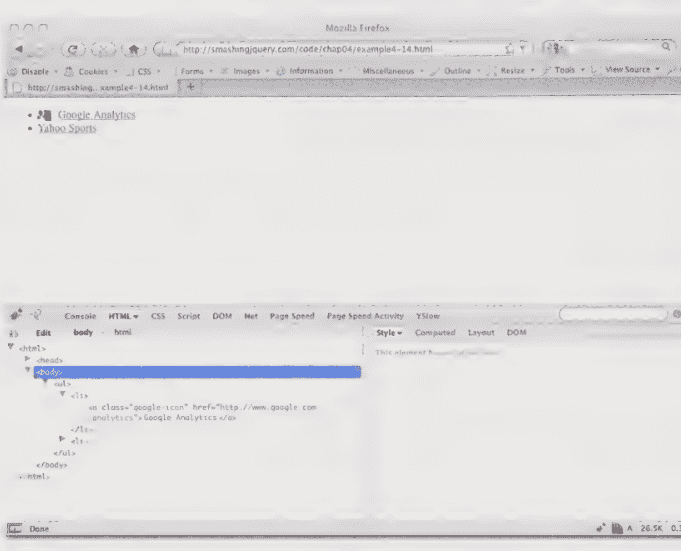 Mozilla Firefox
http://smashingjquery.com/code/chap04/example4-14.html
Disable Cookies CSS Forms Images Information Miscellaneous Outline Resize Tools View Source
http://smashing...xample4-14.html +
• Google Analytics
• Yahoo Sports
Console HTML CSS Script DOM Net Page Speed Page Speed Activity YSlow
Edit body html
Style Computed Layout DOM
<html>
<head>
This element
<body>
<ul>
<li>
<a class="google-icon" href="http://www.google.com
analytics">Google Analytics</a>
</li>
<li>
</ul>
</body>
</html>
Done
A 26.5K